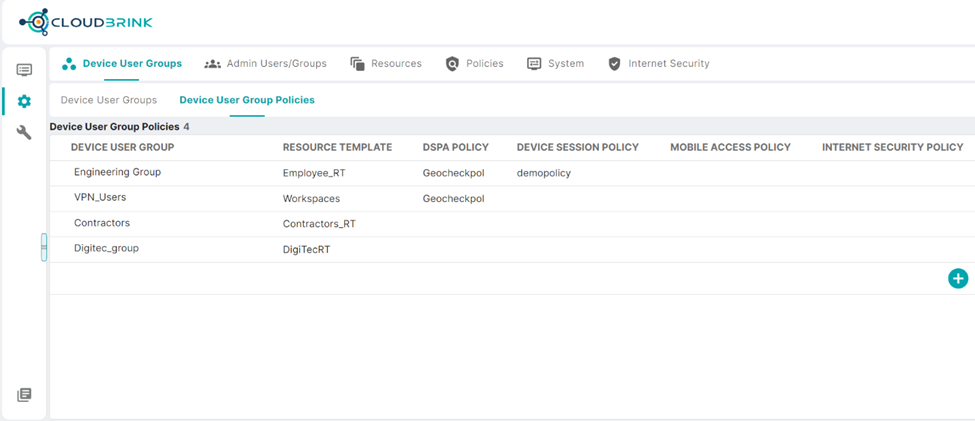 CLOUDBRINK
Device User Groups Admin Users/Groups Resources Policies System Internet Security
Device User Groups Device User Group Policies
Device User Group Policies 4
DEVICE USER GROUP RESOURCE TEMPLATE DSPA POLICY DEVICE SESSION POLICY MOBILE ACCESS POLICY INTERNET SECURITY POLICY
Engineering Group Employee_RT Geocheckpol demopolicy
VPN_Users Workspaces Geocheckpol
Contractors Contractors_RT
Digitec_group DigiTecRT